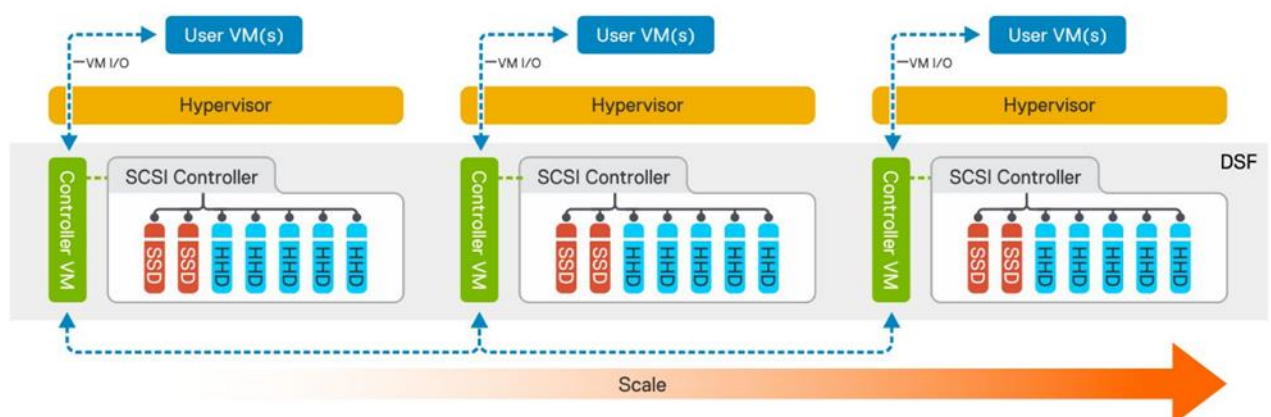 User VM(s)
User VM(s)
User VM(s)
VM I/O
VM I/O
VM I/O
Hypervisor
Hypervisor
Hypervisor
DSF
Controller VM
SCSI Controller
SSD
SSD
HHD
HHD
HHD
HHD
HHD
Controller VM
SCSI Controller
SSD
SSD
HHD
HHD
HHD
HHD
HHD
Controller VM
SCSI Controller
SSD
SSD
HHD
HHD
HHD
HHD
HHD
Scale